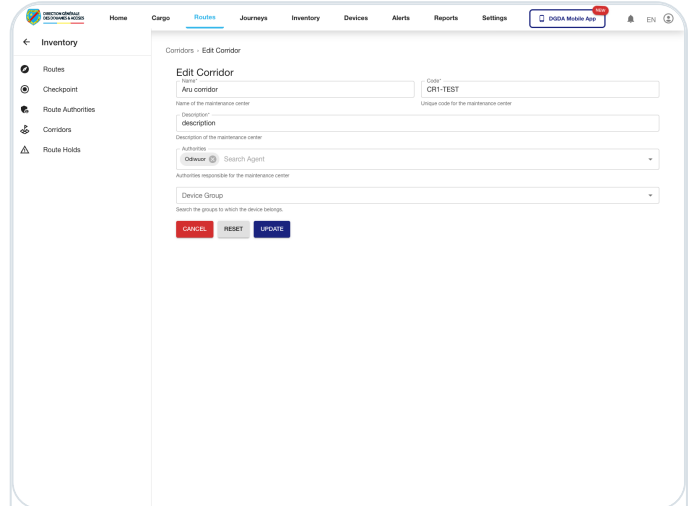 DIRECTION GÉNÉRALE
DES DOUANES & ACCISES
Home
Cargo
Routes
Journeys
Inventory
Devices
Alerts
Reports
Settings
DGDA Mobile App
NEW
EN
Inventory
Routes
Checkpoint
Route Authorities
Corridors
Route Holds
Corridors - Edit Corridor
Edit Corridor
Name*
Aru corridor
Name of the maintenance center
Code*
CR1-TEST
Unique code for the maintenance center
Description*
description
Description of the maintenance center
Authorities
Odiwuor
Search Agent
Authorities responsible for the maintenance center
Device Group
Search the groups to which the device belongs.
CANCEL
RESET
UPDATE